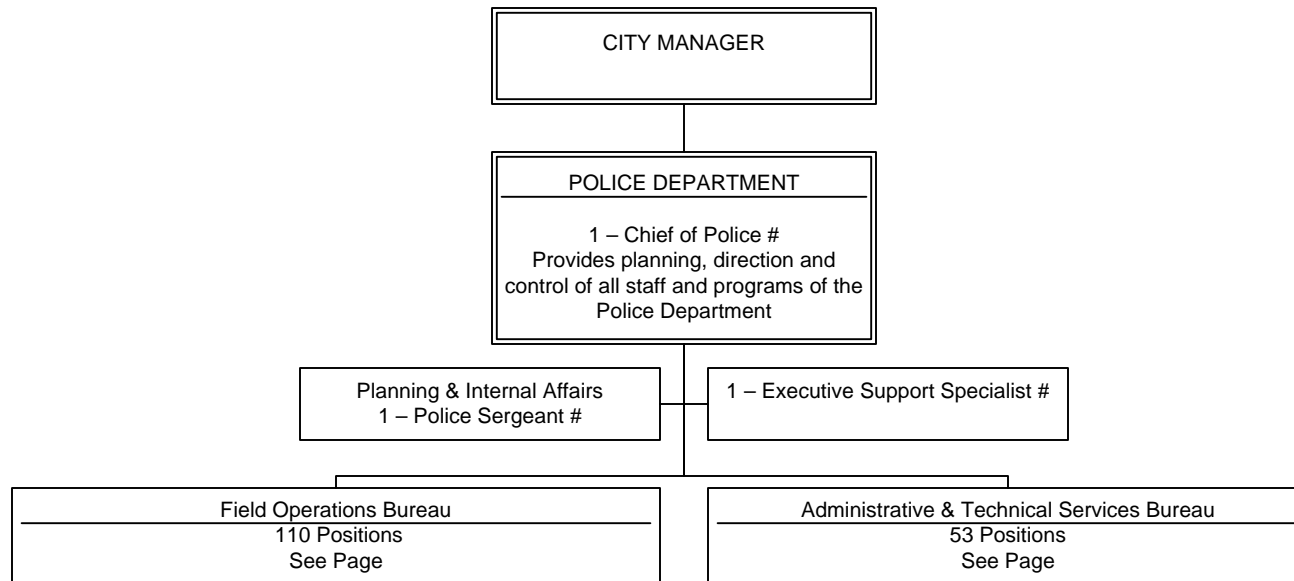 CITY MANAGER
POLICE DEPARTMENT
1 – Chief of Police #
Provides planning, direction and
control of all staff and programs of the
Police Department
Planning & Internal Affairs
1 – Police Sergeant #
1 – Executive Support Specialist #
Field Operations Bureau
110 Positions
See Page
Administrative & Technical Services Bureau
53 Positions
See Page